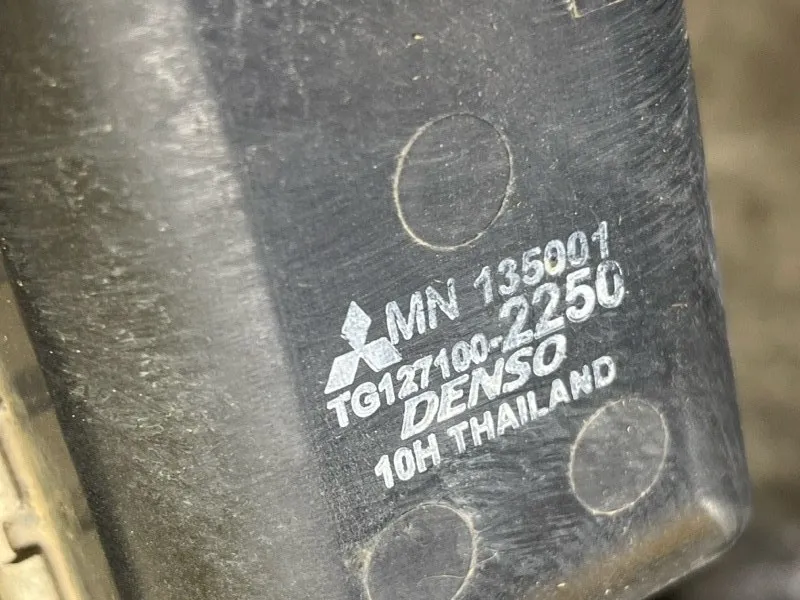 MN 135001
TG127100-2250
DENSO
10H THAILAND